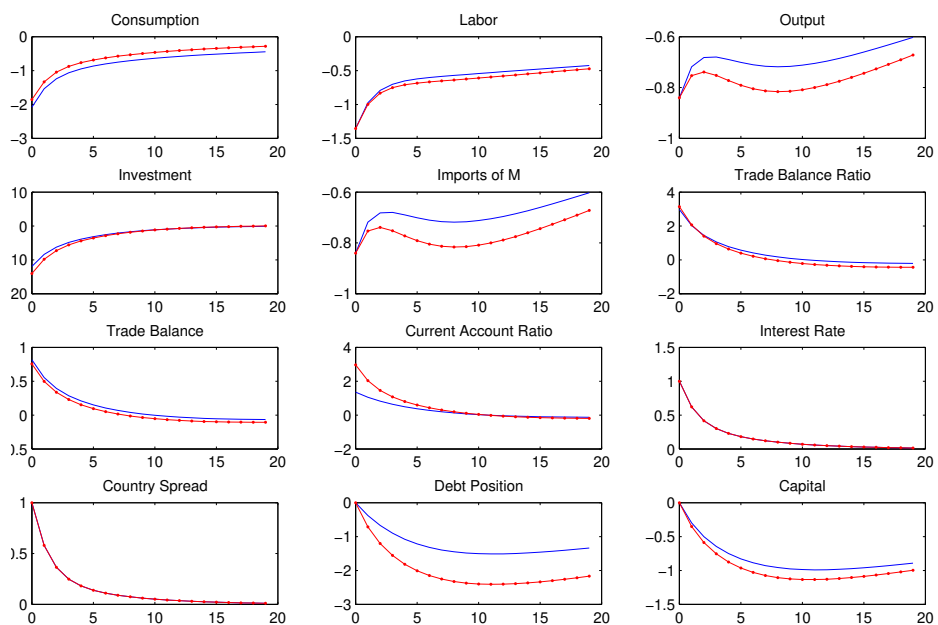 Consumption
0
−1
−2
−3
0 5 10 15 20
Labor
0
−0.5
−1
−1.5
0 5 10 15 20
Output
−0.6
−0.8
−1
0 5 10 15 20
Investment
10
0
10
20
0 5 10 15 20
Imports of M
−0.6
−0.8
−1
0 5 10 15 20
Trade Balance Ratio
4
2
0
−2
0 5 10 15 20
Trade Balance
1
0.5
0
0.5
0 5 10 15 20
Current Account Ratio
4
2
0
−2
0 5 10 15 20
Interest Rate
1.5
1
0.5
0
0 5 10 15 20
Country Spread
1
0.5
0
0 5 10 15 20
Debt Position
0
−1
−2
−3
0 5 10 15 20
Capital
0
−0.5
−1
−1.5
0 5 10 15 20